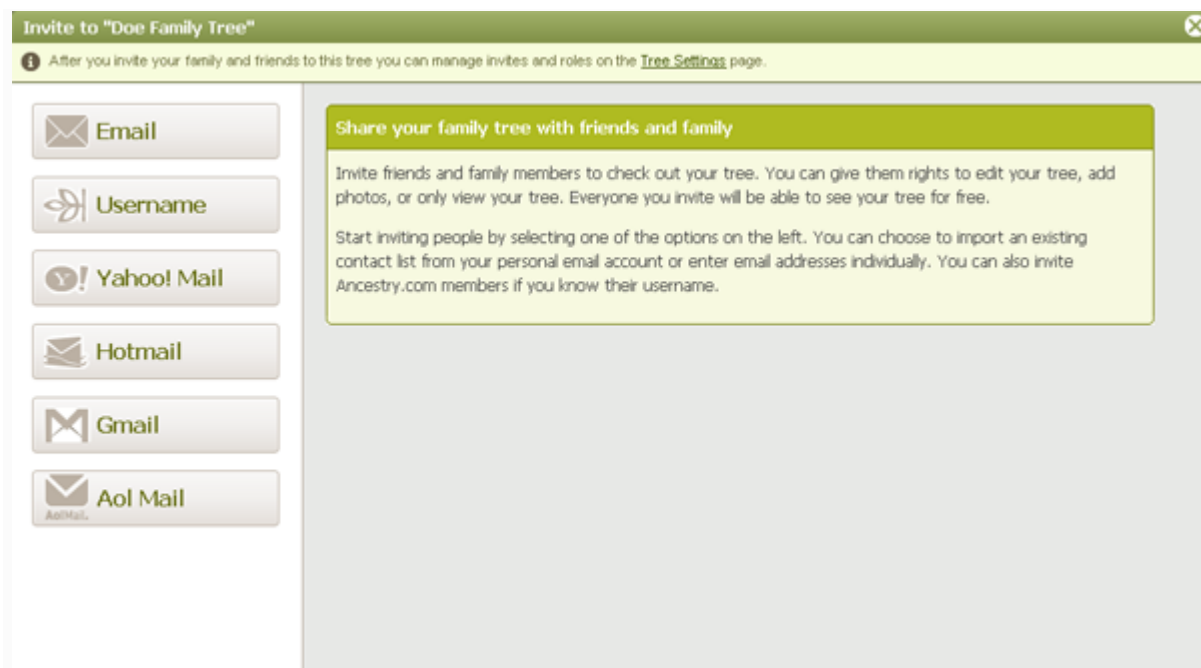 Invite to "Doe Family Tree"
After you invite your family and friends to this tree you can manage invites and roles on the Tree Settings page.
Email
Username
Yahoo! Mail
Hotmail
Gmail
Aol Mail
AolMail.
Share your family tree with friends and family
Invite friends and family members to check out your tree. You can give them rights to edit your tree, add
photos, or only view your tree. Everyone you invite will be able to see your tree for free.
Start inviting people by selecting one of the options on the left. You can choose to import an existing
contact list from your personal email account or enter email addresses individually. You can also invite
Ancestry.com members if you know their username.